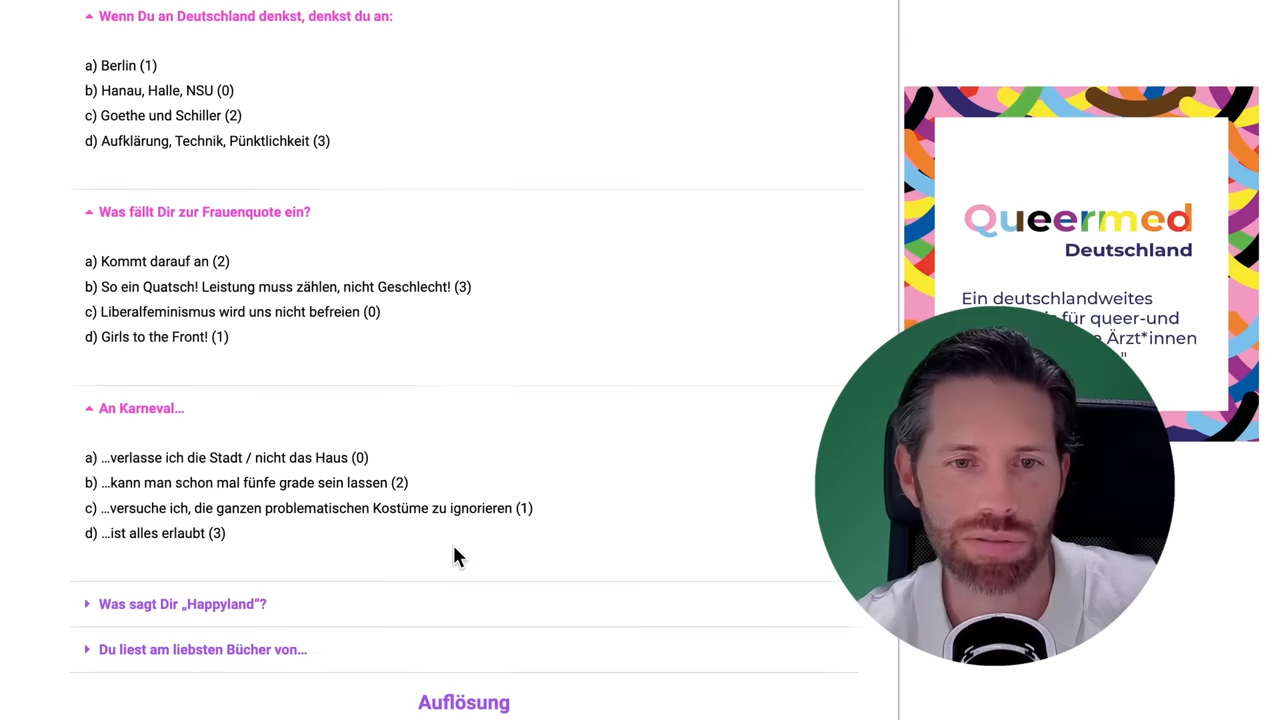 Wenn Du an Deutschland denkst, denkst du an:
a) Berlin (1)
b) Hanau, Halle, NSU (0)
c) Goethe und Schiller (2)
d) Aufklärung, Technik, Pünktlichkeit (3)
Was fällt Dir zur Frauenquote ein?
a) Kommt darauf an (2)
b) So ein Quatsch! Leistung muss zählen, nicht Geschlecht! (3)
c) Liberalfeminismus wird uns nicht befreien (0)
d) Girls to the Front! (1)
An Karneval…
a) …verlasse ich die Stadt / nicht das Haus (0)
b) …kann man schon mal fünfe grade sein lassen (2)
c) …versuche ich, die ganzen problematischen Kostüme zu ignorieren (1)
d) …ist alles erlaubt (3)
Was sagt Dir „Happyland“?
Du liest am liebsten Bücher von…
Auflösung
Queermed
Deutschland
Ein deutschlandweites
für queer-und
Ärzt*innen
"